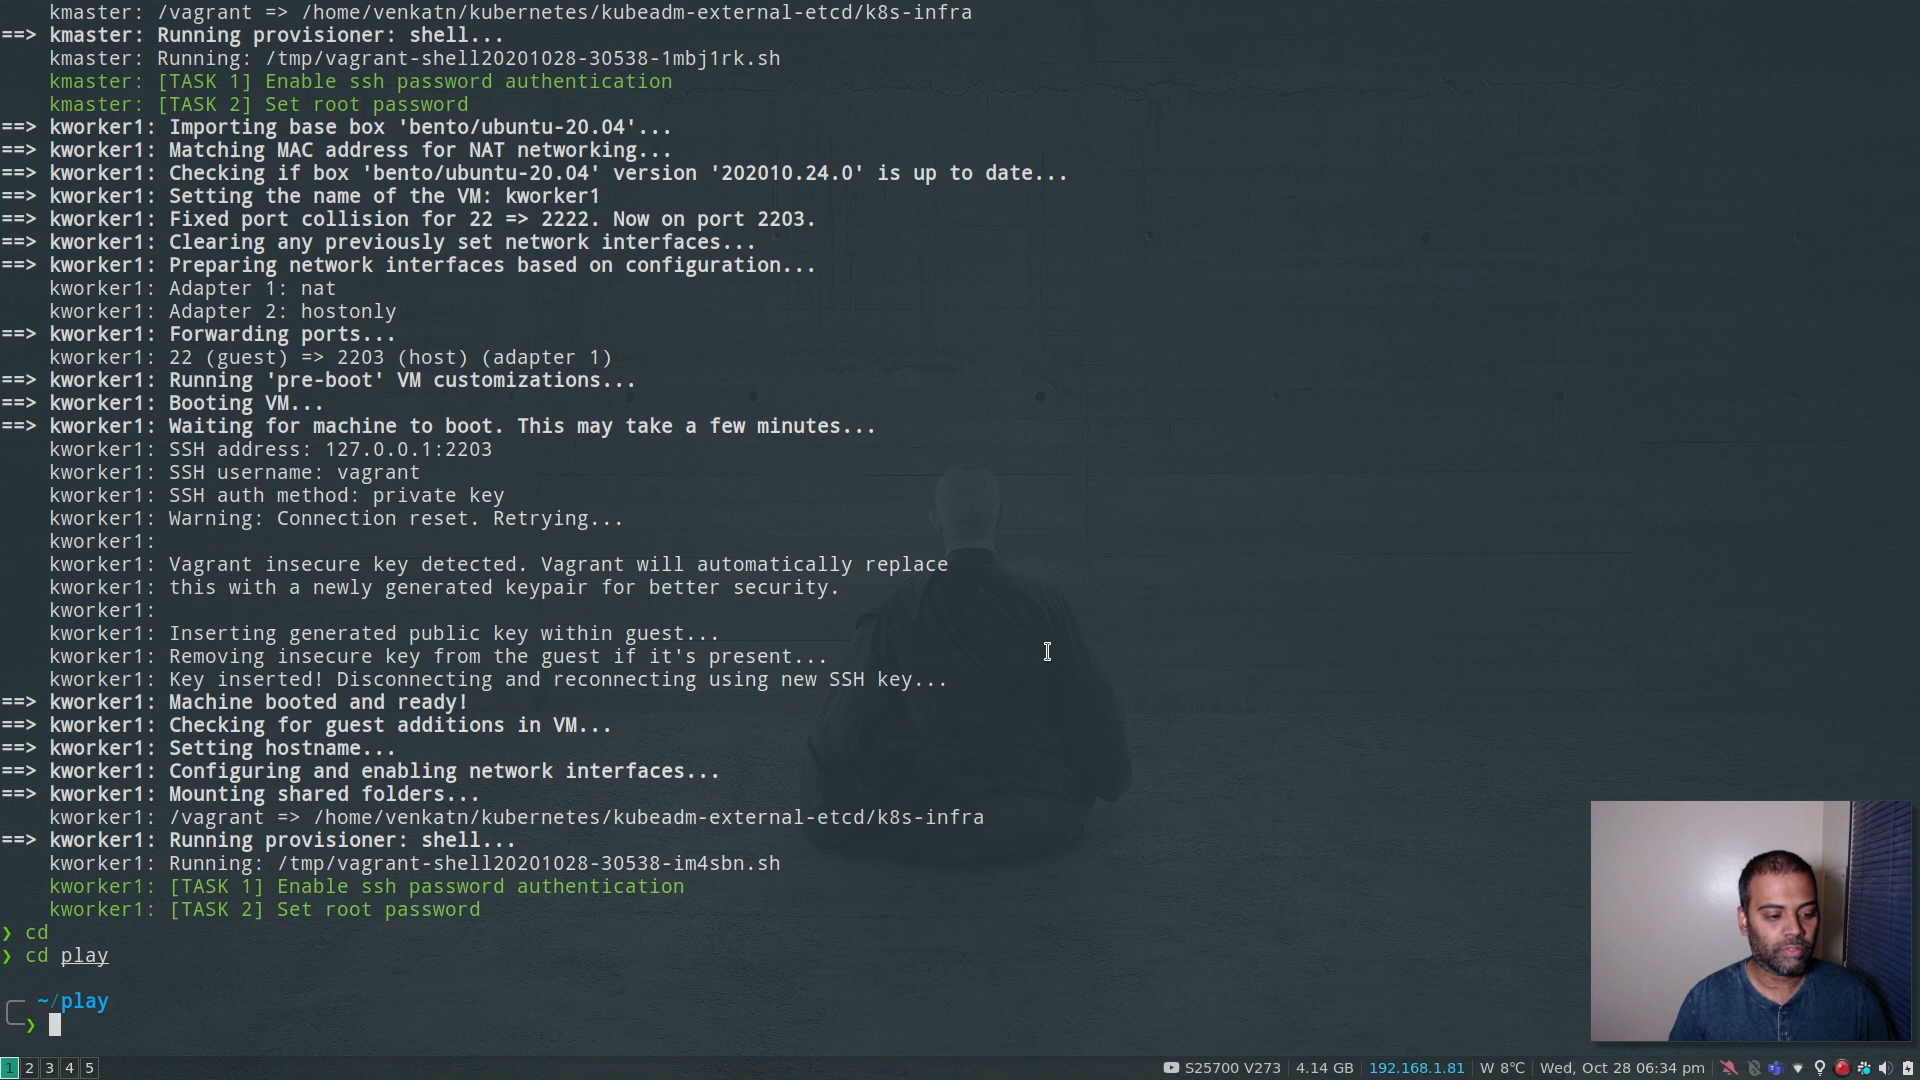 kmaster: /vagrant => /home/venkatn/kubernetes/kubeadm-external-etcd/k8s-infra
==> kmaster: Running provisioner: shell...
kmaster: Running: /tmp/vagrant-shell20201028-30538-1mbj1rk.sh
kmaster: [TASK 1] Enable ssh password authentication
kmaster: [TASK 2] Set root password
==> kworker1: Importing base box 'bento/ubuntu-20.04'...
==> kworker1: Matching MAC address for NAT networking...
==> kworker1: Checking if box 'bento/ubuntu-20.04' version '202010.24.0' is up to date...
==> kworker1: Setting the name of the VM: kworker1
==> kworker1: Fixed port collision for 22 => 2222. Now on port 2203.
==> kworker1: Clearing any previously set network interfaces...
==> kworker1: Preparing network interfaces based on configuration...
kworker1: Adapter 1: nat
kworker1: Adapter 2: hostonly
==> kworker1: Forwarding ports...
kworker1: 22 (guest) => 2203 (host) (adapter 1)
==> kworker1: Running 'pre-boot' VM customizations...
==> kworker1: Booting VM...
==> kworker1: Waiting for machine to boot. This may take a few minutes...
kworker1: SSH address: 127.0.0.1:2203
kworker1: SSH username: vagrant
kworker1: SSH auth method: private key
kworker1: Warning: Connection reset. Retrying...
kworker1:
kworker1: Vagrant insecure key detected. Vagrant will automatically replace
kworker1: this with a newly generated keypair for better security.
kworker1:
kworker1: Inserting generated public key within guest...
kworker1: Removing insecure key from the guest if it's present...
kworker1: Key inserted! Disconnecting and reconnecting using new SSH key...
==> kworker1: Machine booted and ready!
==> kworker1: Checking for guest additions in VM...
==> kworker1: Setting hostname...
==> kworker1: Configuring and enabling network interfaces...
==> kworker1: Mounting shared folders...
kworker1: /vagrant => /home/venkatn/kubernetes/kubeadm-external-etcd/k8s-infra
==> kworker1: Running provisioner: shell...
kworker1: Running: /tmp/vagrant-shell20201028-30538-im4sbn.sh
kworker1: [TASK 1] Enable ssh password authentication
kworker1: [TASK 2] Set root password
❯ cd
❯ cd play
~/play
❯
1 2 3 4 5 S25700 V273 4.14 GB 192.168.1.81 W 8°C Wed, Oct 28 06:34 pm